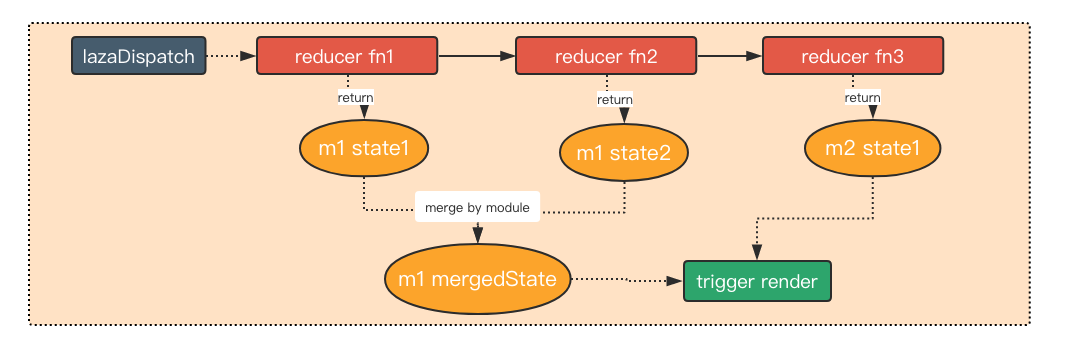 lazaDispatch
reducer fn1
reducer fn2
reducer fn3
return
return
return
m1 state1
m1 state2
m2 state1
merge by module
m1 mergedState
trigger render